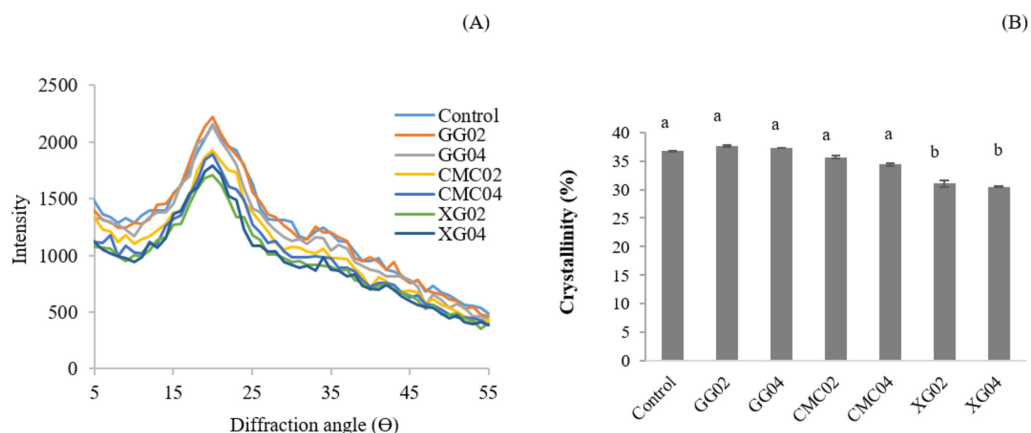 (A)
2500
2000
1500
1000
500
0
Intensity
5
15
25
35
45
55
Diffraction angle (Ɵ)
Control
GG02
GG04
CMC02
CMC04
XG02
XG04
(B)
40
35
30
25
20
15
10
5
0
Crystallinity (%)
a
a
a
a
a
b
b
Control
GG02
GG04
CMC02
CMC04
XG02
XG04